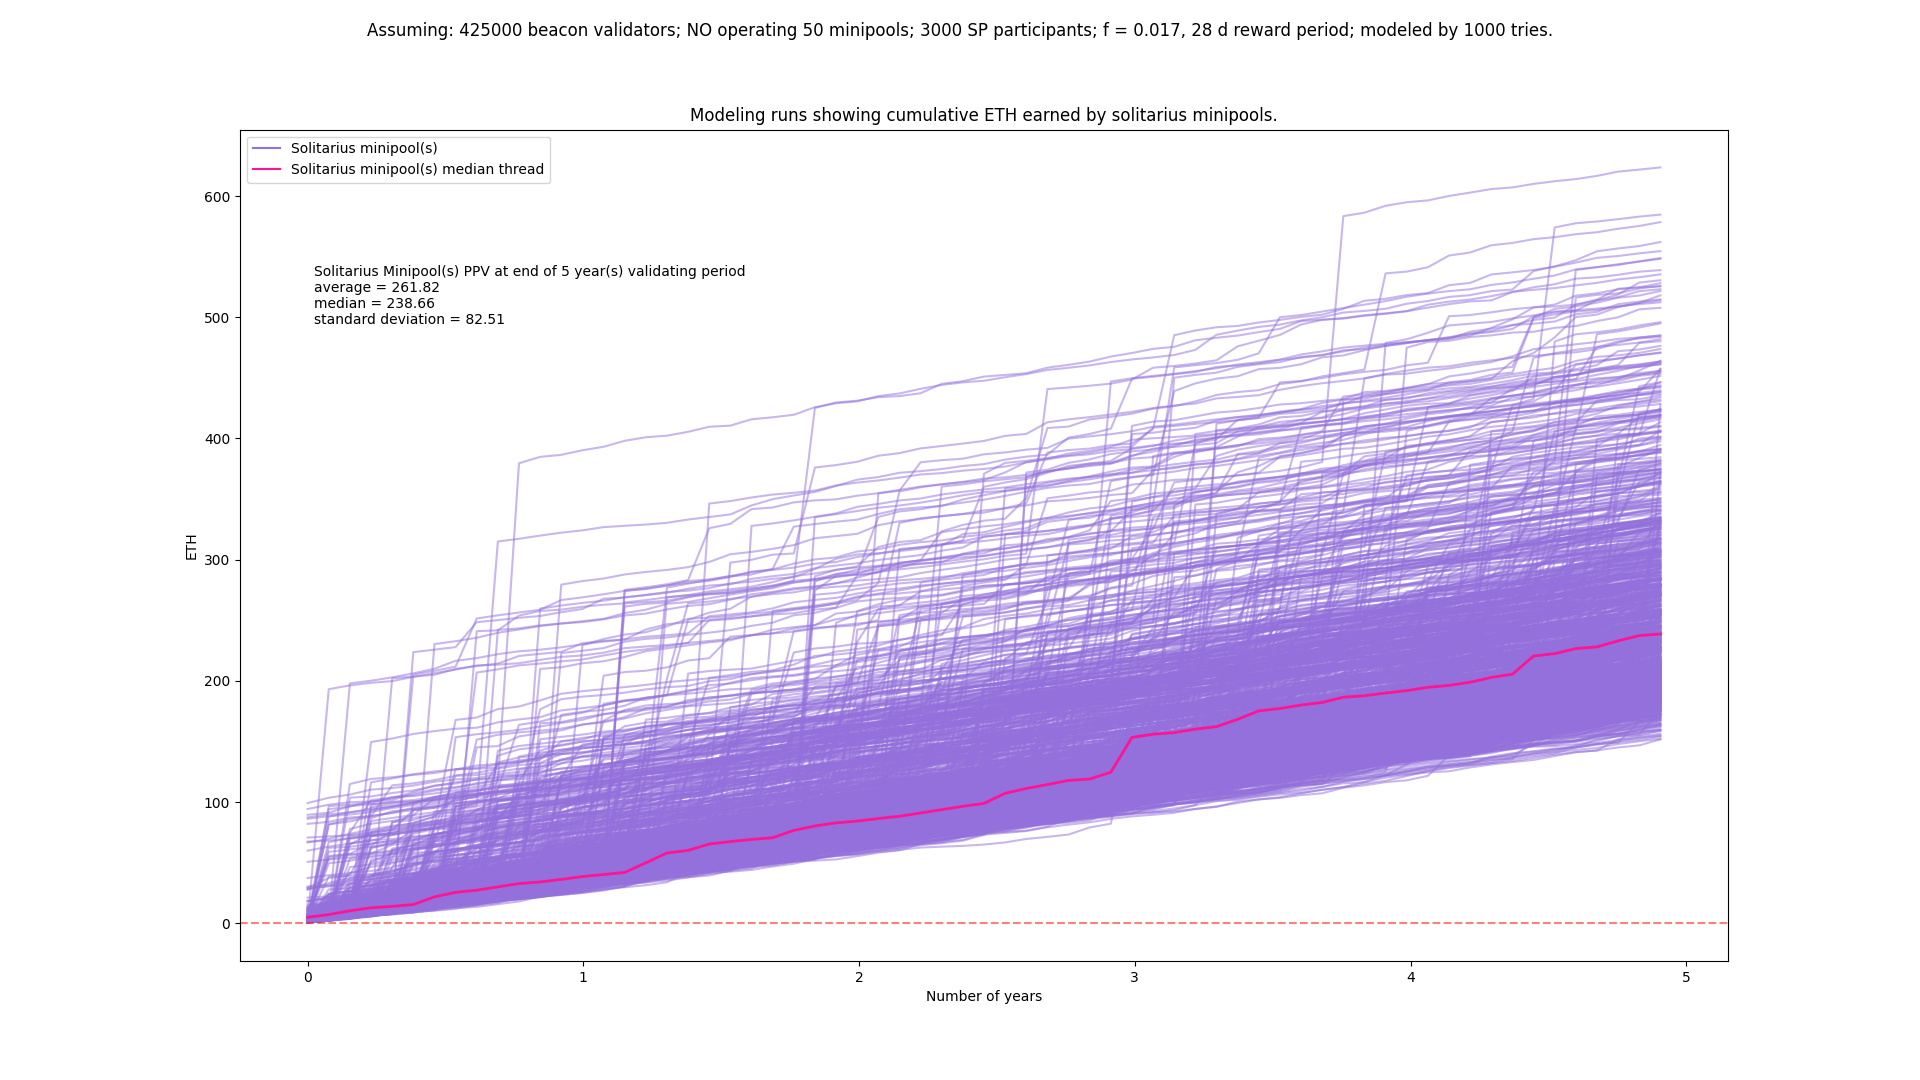 Assuming: 425000 beacon validators; NO operating 50 minipools; 3000 SP participants; f = 0.017, 28 d reward period; modeled by 1000 tries.
Modeling runs showing cumulative ETH earned by solitarius minipools.
Solitarius minipool(s)
Solitarius minipool(s) median thread
Solitarius Minipool(s) PPV at end of 5 year(s) validating period
average = 261.82
median = 238.66
standard deviation = 82.51
ETH
600
500
400
300
200
100
0
0 1 2 3 4 5
Number of years